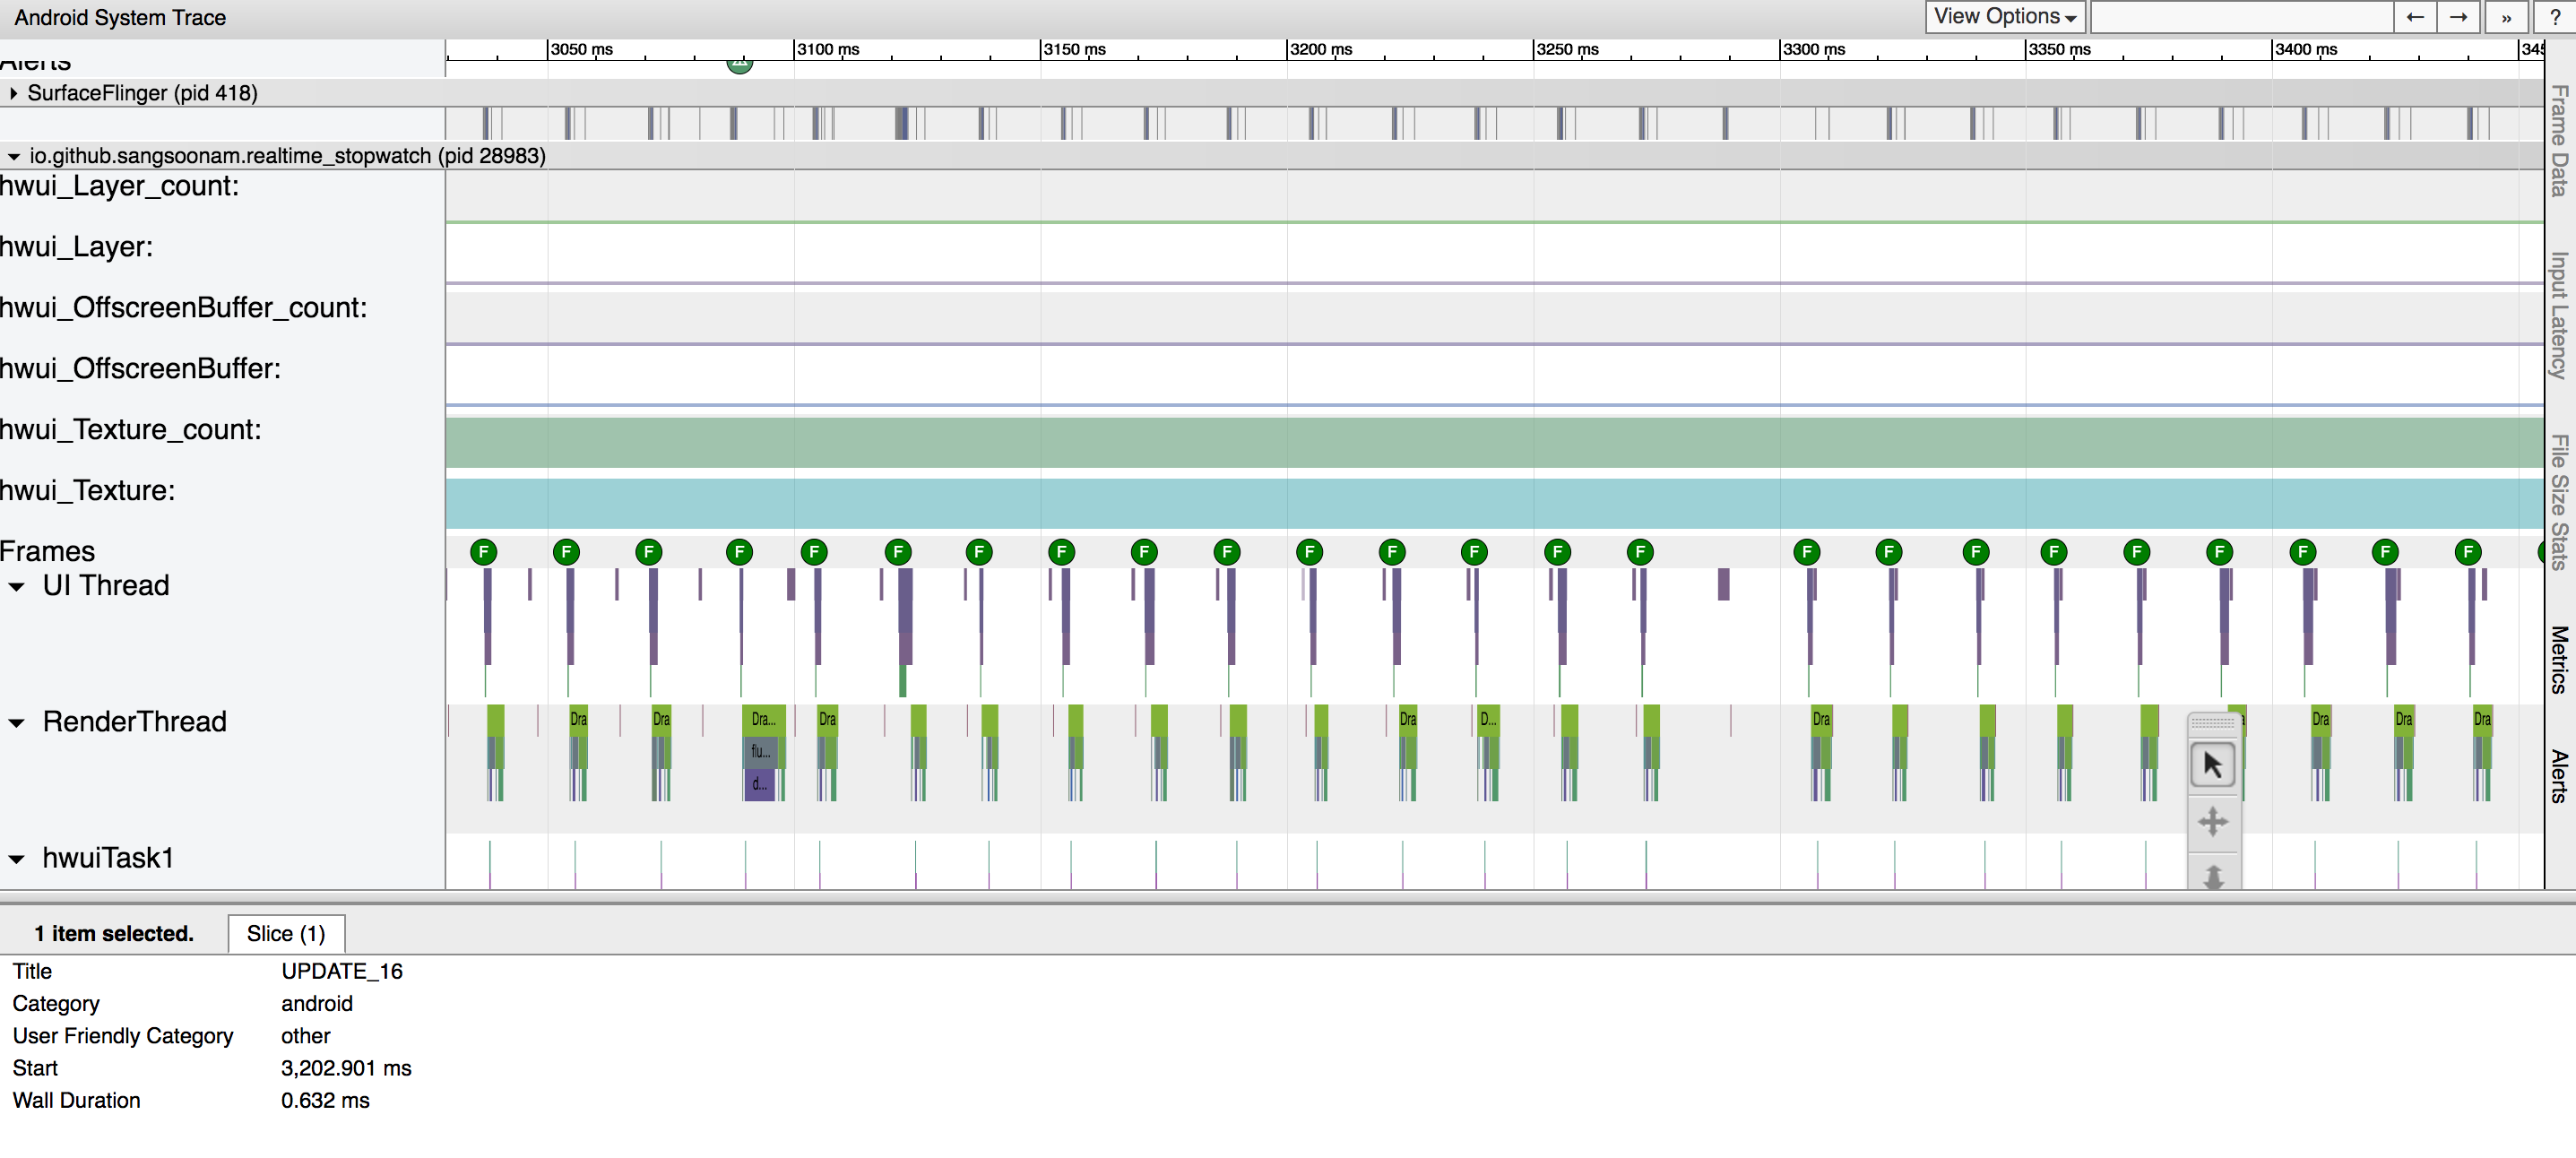 Android System Trace
View Options
?
3050 ms 3100 ms 3150 ms 3200 ms 3250 ms 3300 ms 3350 ms 3400 ms 345
Alerts
SurfaceFlinger (pid 418)
io.github.sangsoonam.realtime_stopwatch (pid 28983)
hwui_Layer_count:
hwui_Layer:
hwui_OffscreenBuffer_count:
hwui_OffscreenBuffer:
hwui_Texture_count:
hwui_Texture:
Frames
F F F F F F F F F F F F F F F F F F F F F F F F
UI Thread
RenderThread
Dra Dra Dra... Dra Dra D... Dra Dra Dra Dra
flu...
d...
hwuiTask1
Frame Data
Input Latency
File Size Stats
Metrics
Alerts
1 item selected. Slice (1)
Title UPDATE_16
Category android
User Friendly Category other
Start 3,202.901 ms
Wall Duration 0.632 ms